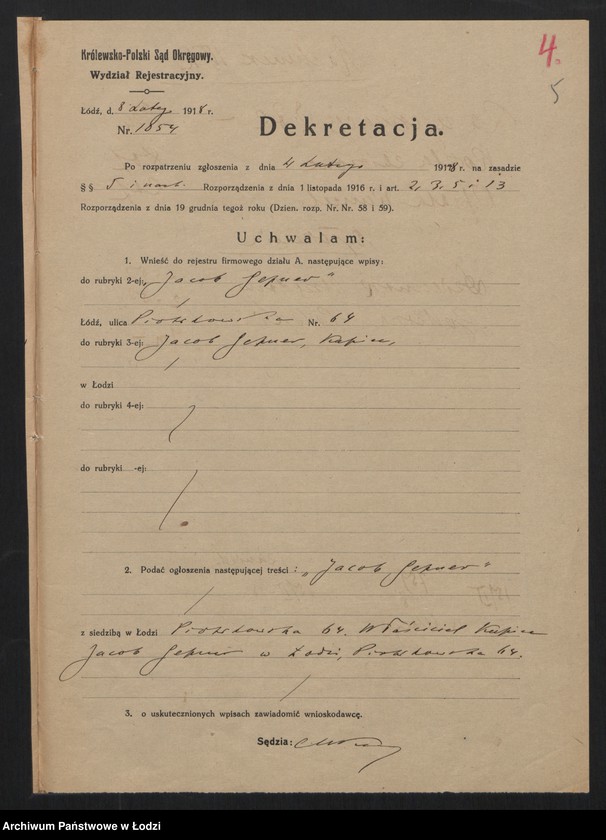 4.
5
Królewsko-Polski Sąd Okręgowy.
Wydział Rejestracyjny.
Łódź, d. 8 Lutego 1918 r.
Nr. 1854
Dekretacja.
Po rozpatrzeniu zgłoszenia z dnia 4 Lutego 1918 r. na zasadzie
§ § 5 i nast. Rozporządzenia z dnia 1 listopada 1916 r. i art. 2, 3, 5 i 13
Rozporządzenia z dnia 19 grudnia tegoż roku (Dzien. rozp. Nr. Nr. 58 i 59).
Uchwalam:
1. Wnieść do rejestru firmowego działu A. następujące wpisy:
do rubryki 2-ej: „Jacob Gepner"
Łódź, ulica Piotrkowska Nr. 64
do rubryki 3-ej: Jacob Gepner, Kupiec,
w Łodzi
do rubryki 4-ej:
do rubryki -ej:
2. Podać ogłoszenia następującej treści: „Jacob Gepner"
z siedzibą w Łodzi Piotrkowska 64. Właściciel Kupiec
Jacob Gepner w Łodzi, Piotrkowska 64.
3. o uskutecznionych wpisach zawiadomić wnioskodawcę.
Sędzia:
Archiwum Państwowe w Łodzi